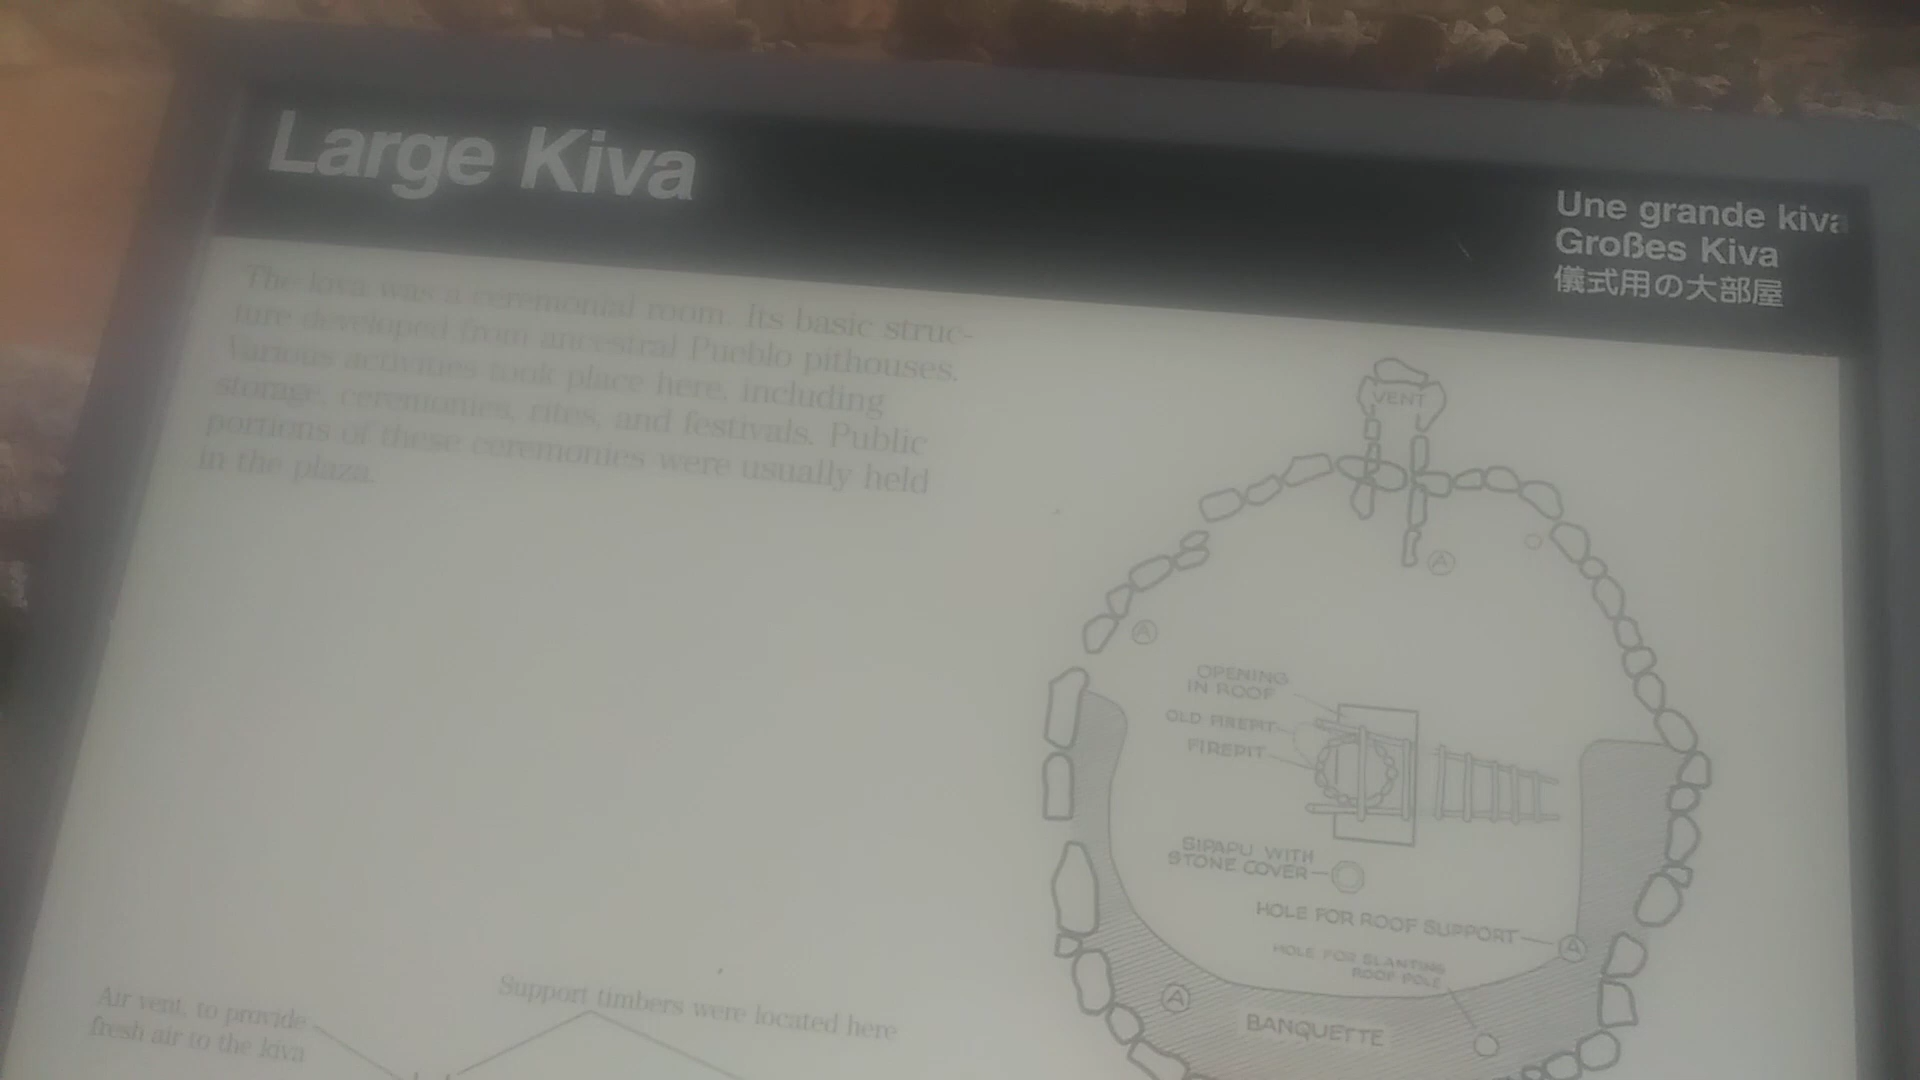 Large Kiva
Une grande kiva
Großes Kiva
儀式用の大部屋
The kiva was a ceremonial room. Its basic struc-
ture developed from ancestral Pueblo pithouses.
Various activities took place here, including
storage, ceremonies, rites, and festivals. Public
portions of these ceremonies were usually held
in the plaza.
VENT
A
A
OPENING
IN ROOF
OLD FIREPIT
FIREPIT
SIPAPU WITH
STONE COVER
HOLE FOR ROOF SUPPORT
A
HOLE FOR SLANTING
ROOF POLE
A
BANQUETTE
Air vent, to provide
fresh air to the kiva
Support timbers were located here